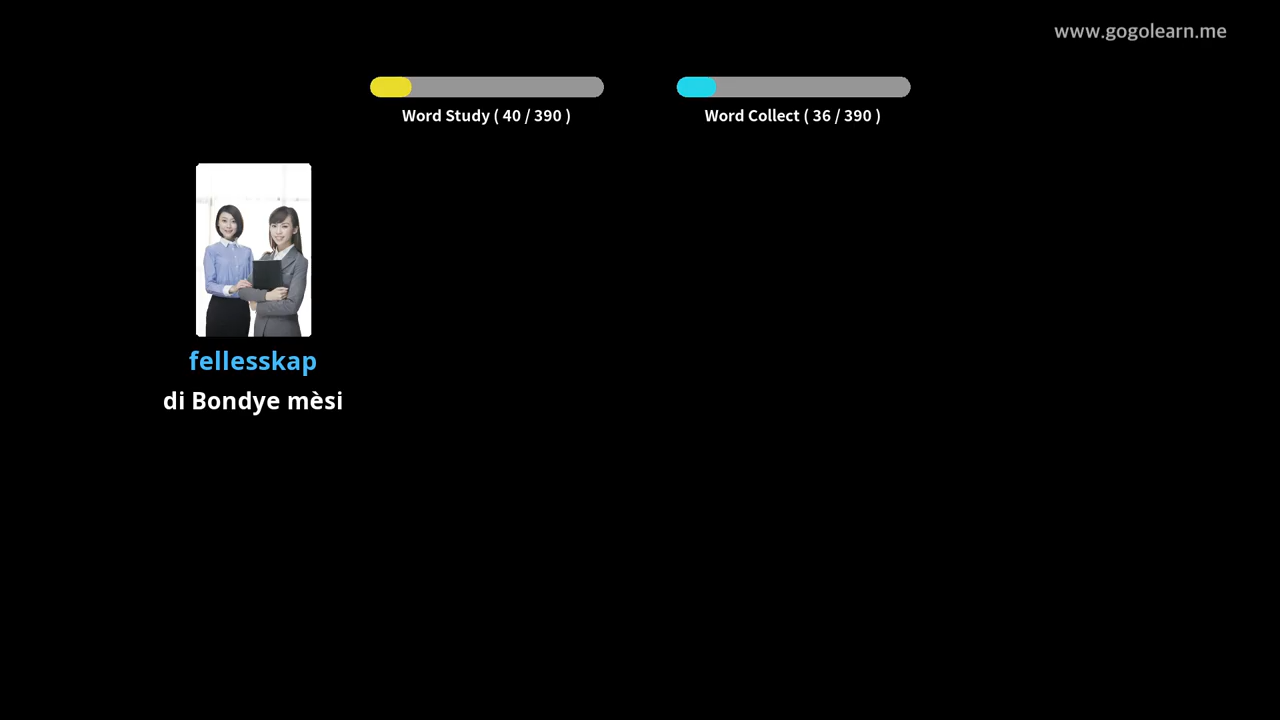 www.gogolearn.me
Word Study ( 40 / 390 )
Word Collect ( 36 / 390 )
fellesskap
di Bondye mèsi